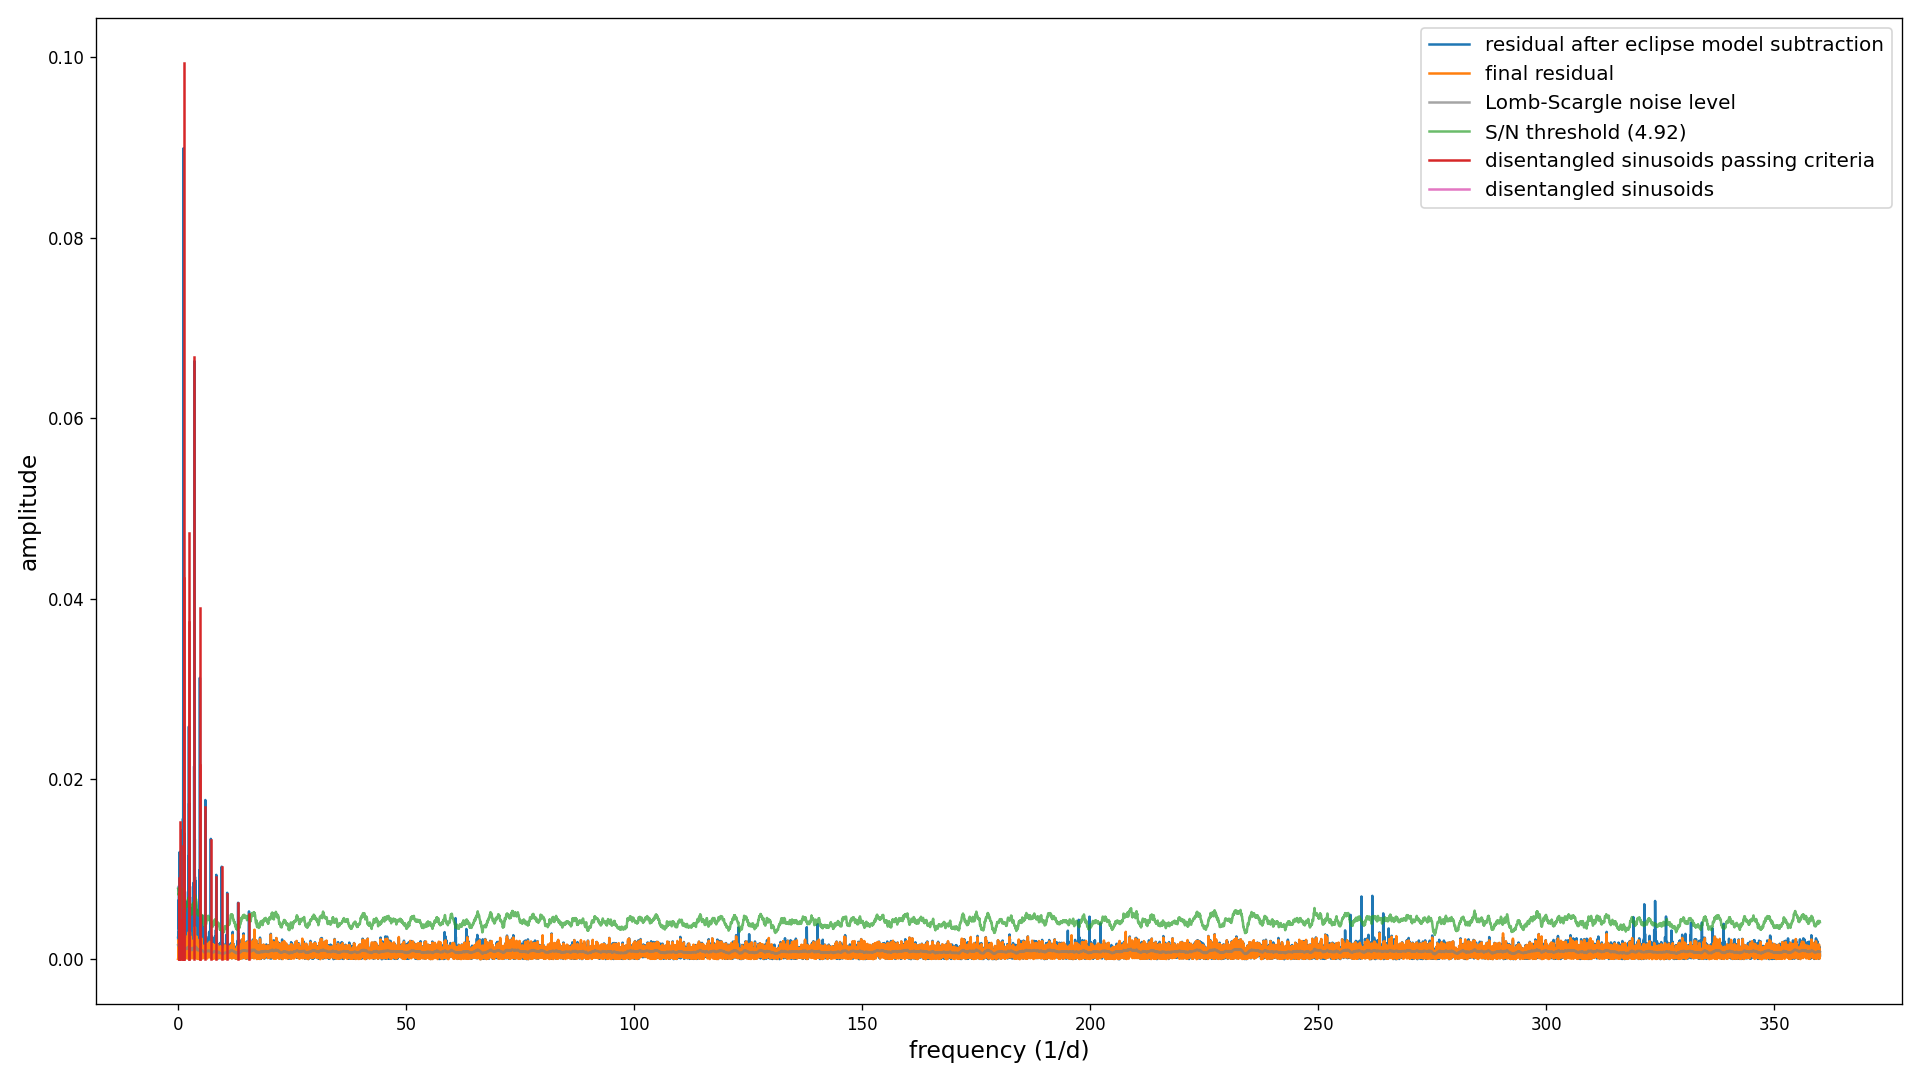 residual after eclipse model subtraction
final residual
Lomb-Scargle noise level
S/N threshold (4.92)
disentangled sinusoids passing criteria
disentangled sinusoids
0.10
0.08
0.06
0.04
0.02
0.00
amplitude
0 50 100 150 200 250 300 350
frequency (1/d)